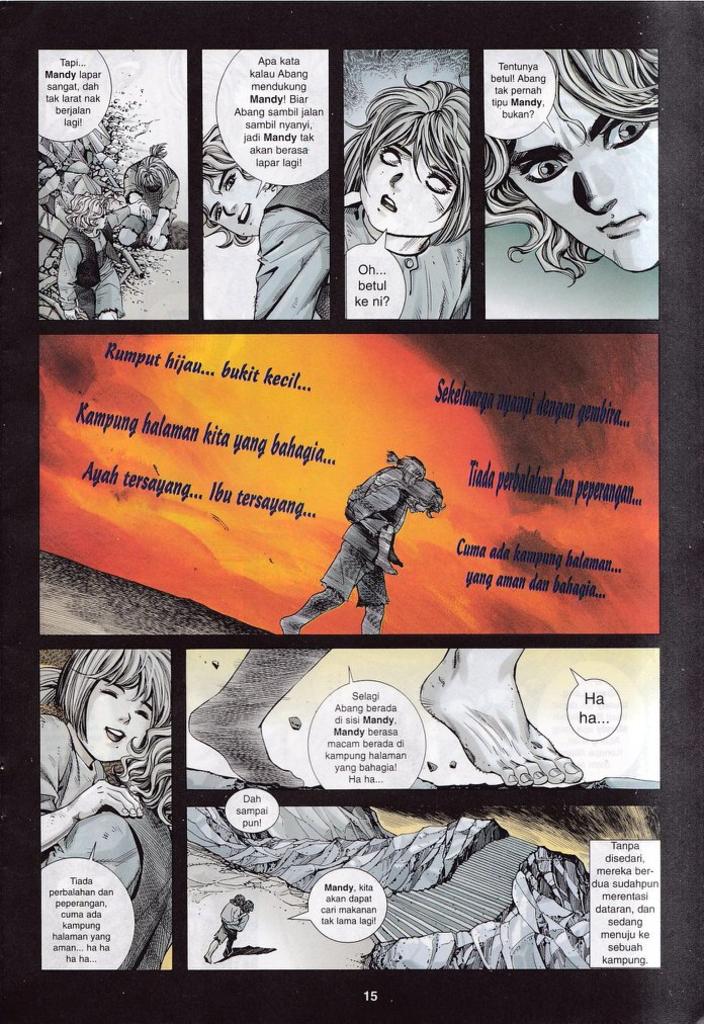 Tapi...
Mandy lapar
sangat, dah
tak larat nak
berjalan
lagi!
Apa kata
kalau Abang
mendukung
Mandy! Biar
Abang sambil jalan
sambil nyanyi,
jadi Mandy tak
akan berasa
lapar lagi!
Oh...
betul
ke ni?
Tentunya
betul! Abang
tak pernah
tipu Mandy,
bukan?
Rumput hijau... bukit kecil...
Kampung halaman kita yang bahagia...
Ayah tersayang... Ibu tersayang...
Sekeluarga nyanyi dengan gembira...
Tiada perbalahan dan peperangan...
Cuma ada kampung halaman...
yang aman dan bahagia...
Tiada
perbalahan dan
peperangan,
cuma ada
kampung
halaman yang
aman... ha ha
ha ha...
Selagi
Abang berada
di sisi Mandy,
Mandy berasa
macam berada di
kampung halaman
yang bahagia!
Ha ha...
Ha
ha...
Dah
sampai
pun!
Mandy, kita
akan dapat
cari makanan
tak lama lagi!
Tanpa
disedari,
mereka ber-
dua sudahpun
merentasi
dataran, dan
sedang
menuju ke
sebuah
kampung.
15